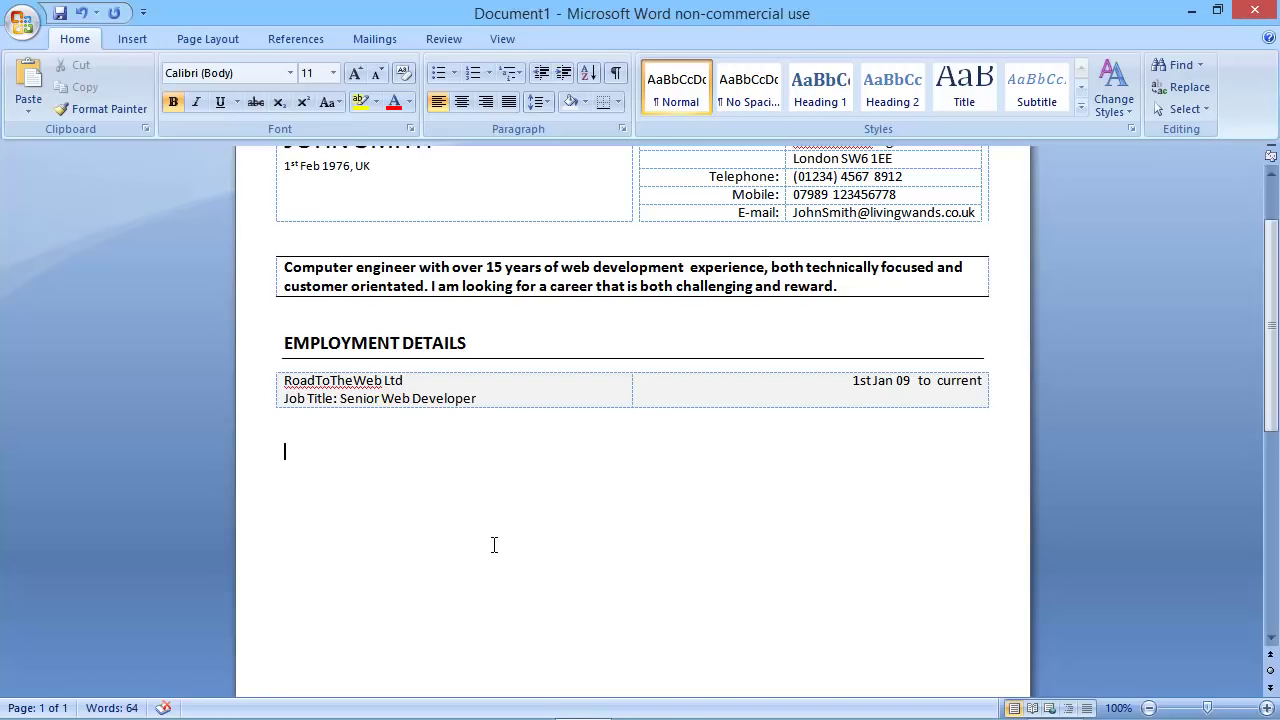 Document1 - Microsoft Word non-commercial use
Home Insert Page Layout References Mailings Review View
Paste
Cut
Copy
Format Painter
Clipboard
Calibri (Body) 11
Font
Paragraph
AaBbCcDc AaBbCcDc AaBbC AaBbCc AaB AaBbCc.
¶ Normal ¶ No Spaci... Heading 1 Heading 2 Title Subtitle
Change Styles
Styles
Find
Replace
Select
Editing
JOHN SMITH
1st Feb 1976, UK
London SW6 1EE
Telephone: (01234) 4567 8912
Mobile: 07989 123456778
E-mail: JohnSmith@livingwands.co.uk
Computer engineer with over 15 years of web development experience, both technically focused and
customer orientated. I am looking for a career that is both challenging and reward.
EMPLOYMENT DETAILS
RoadToTheWeb Ltd 1st Jan 09 to current
Job Title: Senior Web Developer
Page: 1 of 1 Words: 64 100%